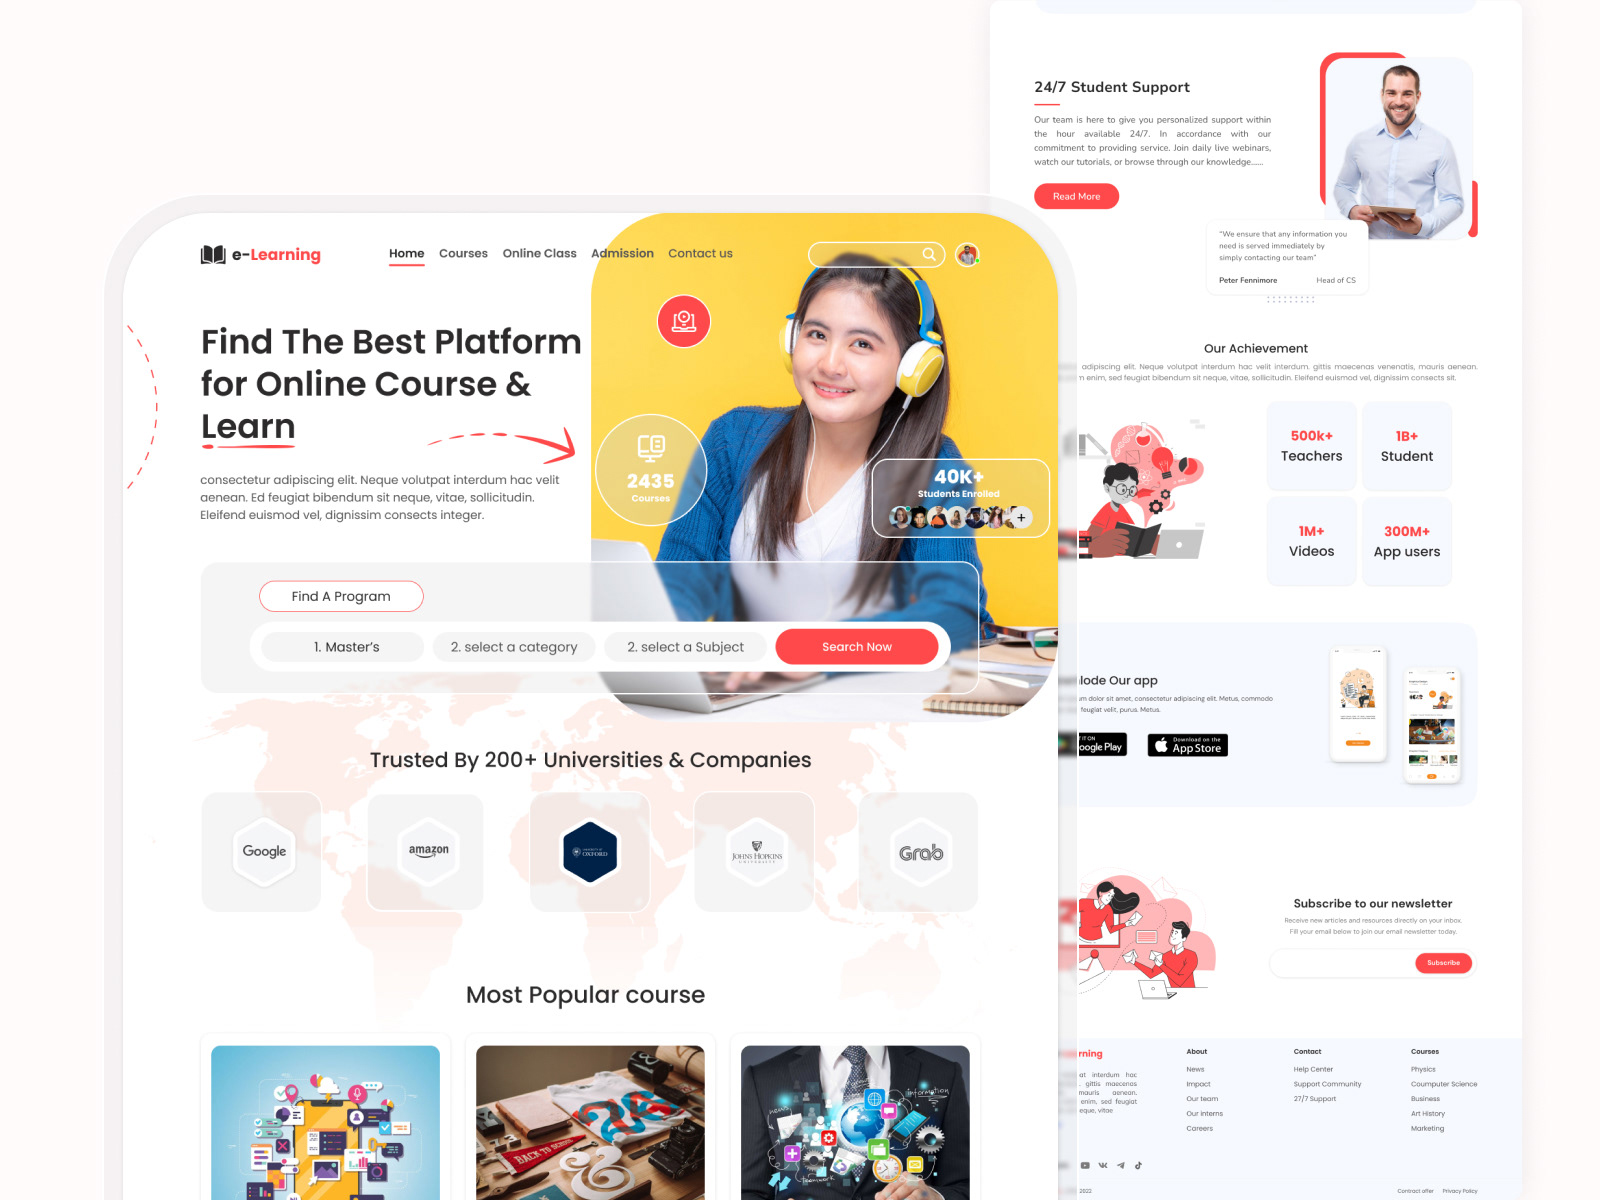 e-Learning
Home
Courses
Online Class
Admission
Contact us
Find The Best Platform
for Online Course &
Learn
consectetur adipiscing elit. Neque volutpat interdum hac velit
aenean. Ed feugiat bibendum sit neque, vitae, sollicitudin.
Eleifend euismod vel, dignissim consects integer.
2435
Courses
40K+
Students Enrolled
+
Find A Program
1. Master's
2. select a category
2. select a Subject
Search Now
Trusted By 200+ Universities & Companies
Google
amazon
UNIVERSITY OF
OXFORD
JOHNS HOPKINS
UNIVERSITY
Grab
Most Popular course
BACK TO SCHOOL
&
news
information
teamwork
24/7 Student Support
Our team is here to give you personalized support within
the hour available 24/7. In accordance with our
commitment to providing service. Join daily live webinars,
watch our tutorials, or browse through our knowledge......
Read More
"We ensure that any information you
need is served immediately by
simply contacting our team"
Peter Fennimore
Head of CS
Our Achievement
adipiscing elit. Neque volutpat interdum hac velit interdum. gittis maecenas venenatis, mauris aenean.
m enim, sed feugiat bibendum sit neque, vitae, sollicitudin. Eleifend euismod vel, dignissim consects sit.
500k+
Teachers
1B+
Student
1M+
Videos
300M+
App users
lode Our app
um dolor sit amet, consectetur adipiscing elit. Metus, commodo
feugiat velit, purus. Metus.
T IT ON
oogle Play
Download on the
App Store
Subscribe to our newsletter
Receive new articles and resources directly on your inbox.
Fill your email below to join our email newsletter today.
Subscribe
rning
at interdum hac
. gittis maecenas
mauris aenean.
enim, sed feugiat
eque, vitae
About
News
Impact
Our team
Our interns
Careers
Contact
Help Center
Support Community
27/7 Support
Courses
Physics
Coumputer Science
Business
Art History
Marketing
2022
Contract offer
Privacy Policy